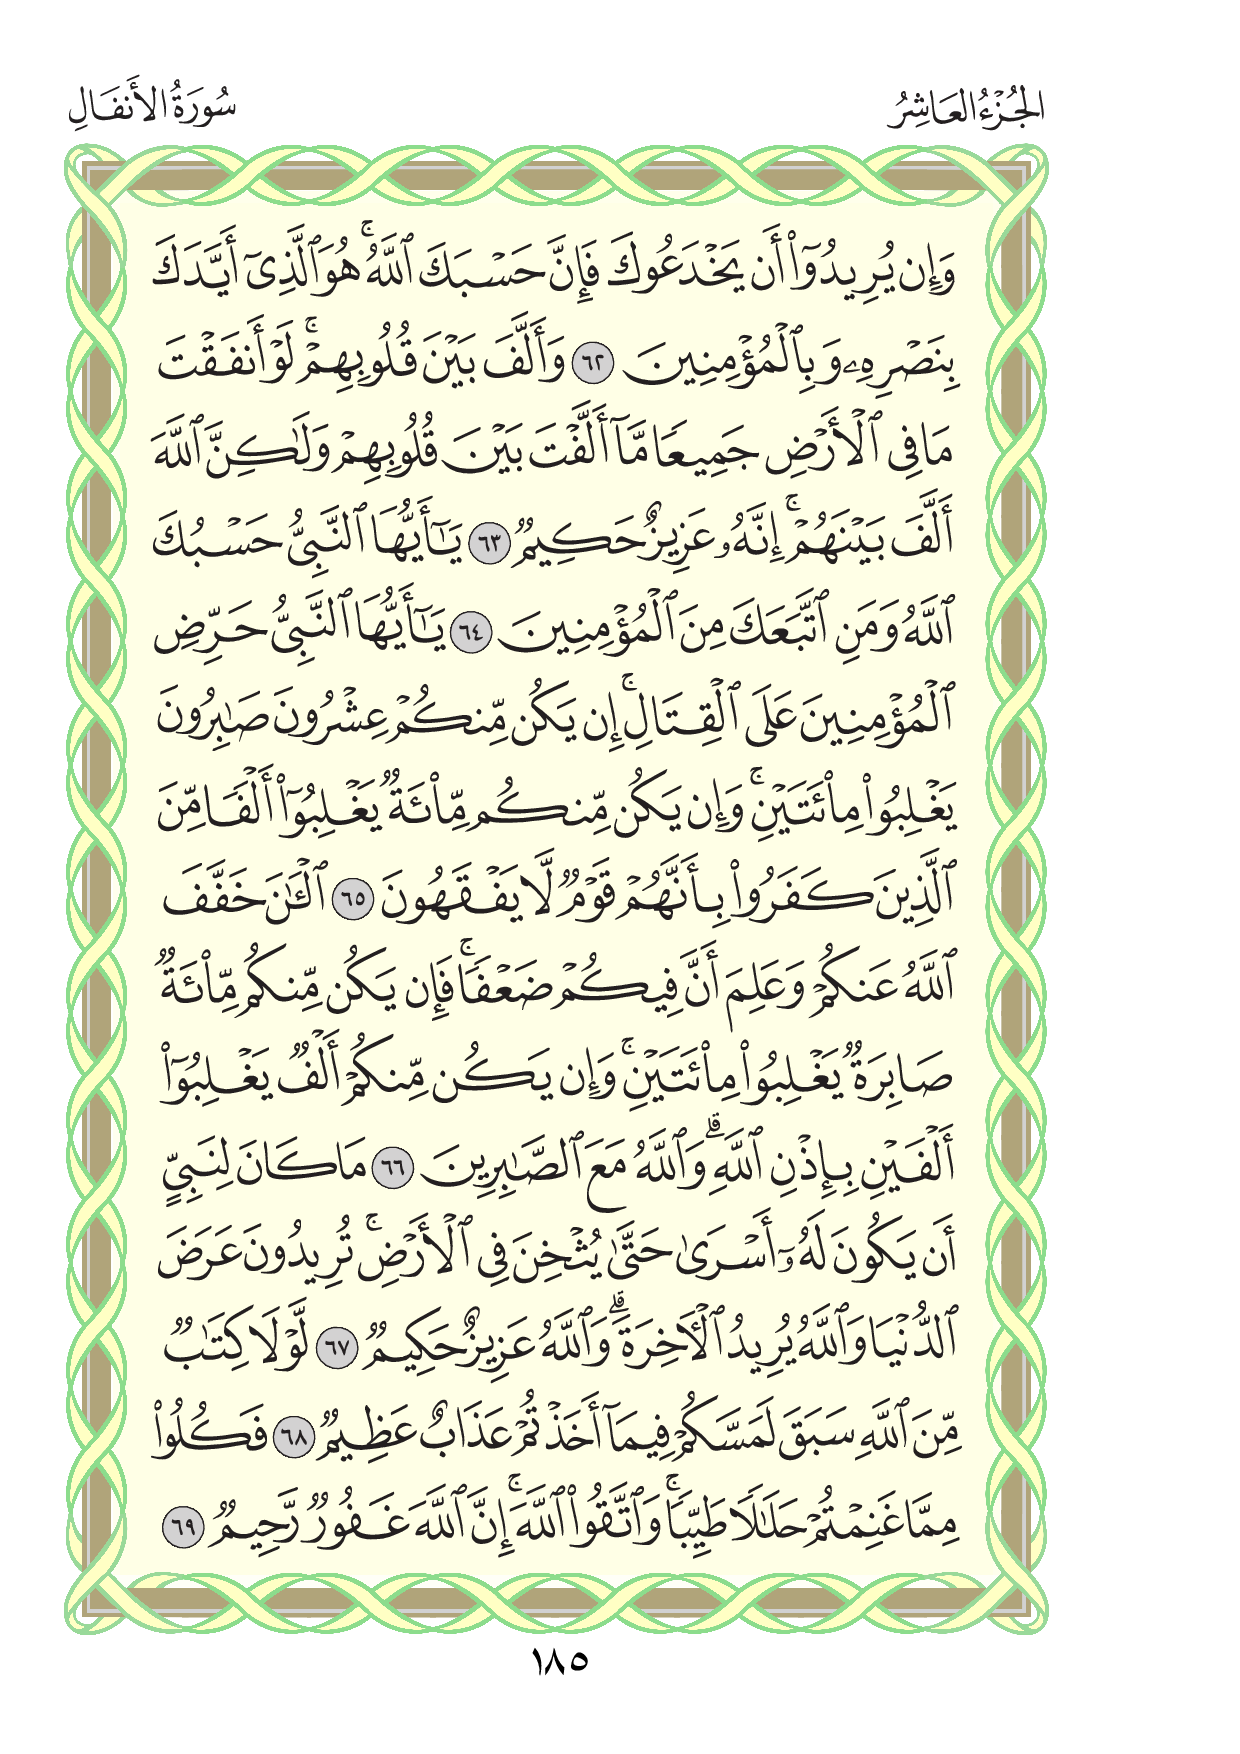 الجُزْءُ العَاشِرُ
سُورَةُ الأَنفَالِ
وَإِن يُرِيدُوٓا۟ أَن يَخْدَعُوكَ فَإِنَّ حَسْبَكَ ٱللَّهُ ۚ هُوَ ٱلَّذِىٓ أَيَّدَكَ
بِنَصْرِهِۦ وَبِٱلْمُؤْمِنِينَ ٦٢ وَأَلَّفَ بَيْنَ قُلُوبِهِمْ ۚ لَوْ أَنفَقْتَ
مَا فِى ٱلْأَرْضِ جَمِيعًا مَّآ أَلَّفْتَ بَيْنَ قُلُوبِهِمْ وَلَـٰكِنَّ ٱللَّهَ
أَلَّفَ بَيْنَهُمْ ۚ إِنَّهُۥ عَزِيزٌ حَكِيمٌ ٦٣ يَـٰٓأَيُّهَا ٱلنَّبِىُّ حَسْبُكَ
ٱللَّهُ وَمَنِ ٱتَّبَعَكَ مِنَ ٱلْمُؤْمِنِينَ ٦٤ يَـٰٓأَيُّهَا ٱلنَّبِىُّ حَرِّضِ
ٱلْمُؤْمِنِينَ عَلَى ٱلْقِتَالِ ۚ إِن يَكُن مِّنكُمْ عِشْرُونَ صَـٰبِرُونَ
يَغْلِبُوا۟ مِا۟ئَتَيْنِ ۚ وَإِن يَكُن مِّنكُم مِّا۟ئَةٌ يَغْلِبُوٓا۟ أَلْفًا مِّنَ
ٱلَّذِينَ كَفَرُوا۟ بِأَنَّهُمْ قَوْمٌ لَّا يَفْقَهُونَ ٦٥ ٱلْـَٔـٰنَ خَفَّفَ
ٱللَّهُ عَنكُمْ وَعَلِمَ أَنَّ فِيكُمْ ضَعْفًا ۚ فَإِن يَكُن مِّنكُم مِّا۟ئَةٌ
صَابِرَةٌ يَغْلِبُوا۟ مِا۟ئَتَيْنِ ۚ وَإِن يَكُن مِّنكُمْ أَلْفٌ يَغْلِبُوٓا۟
أَلْفَيْنِ بِإِذْنِ ٱللَّهِ ۗ وَٱللَّهُ مَعَ ٱلصَّـٰبِرِينَ ٦٦ مَا كَانَ لِنَبِىٍّ
أَن يَكُونَ لَهُۥٓ أَسْرَىٰ حَتَّىٰ يُثْخِنَ فِى ٱلْأَرْضِ ۚ تُرِيدُونَ عَرَضَ
ٱلدُّنْيَا وَٱللَّهُ يُرِيدُ ٱلْـَٔاخِرَةَ ۗ وَٱللَّهُ عَزِيزٌ حَكِيمٌ ٦٧ لَّوْلَا كِتَـٰبٌ
مِّنَ ٱللَّهِ سَبَقَ لَمَسَّكُمْ فِيمَآ أَخَذْتُمْ عَذَابٌ عَظِيمٌ ٦٨ فَكُلُوا۟
مِمَّا غَنِمْتُمْ حَلَـٰلًا طَيِّبًا ۚ وَٱتَّقُوا۟ ٱللَّهَ ۚ إِنَّ ٱللَّهَ غَفُورٌ رَّحِيمٌ ٦٩
١٨٥